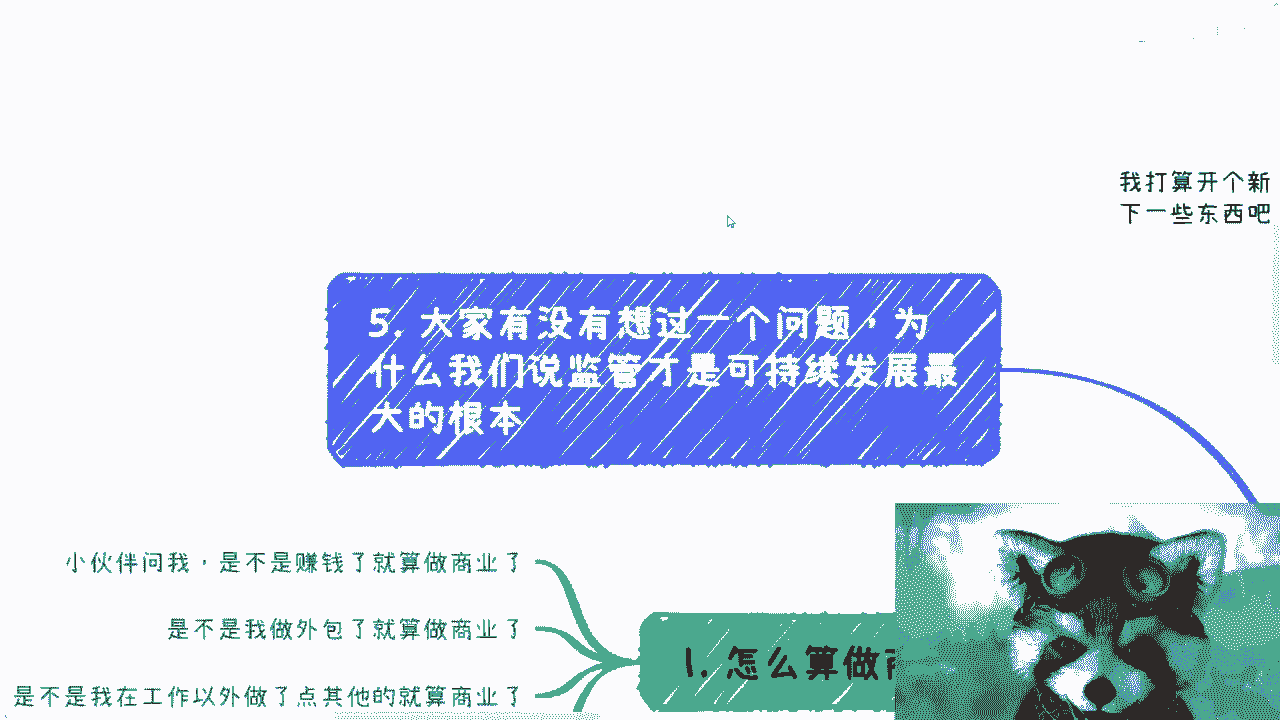 我打算开个新
下一些东西吧
5. 大家有没有想过一个问题，为
什么我们说监管才是可持续发展最
大的根本
小伙伴问我，是不是赚钱了就算做商业了
是不是我做外包了就算做商业了
1. 怎么算做商
是不是我在工作以外做了点其他的就算商业了